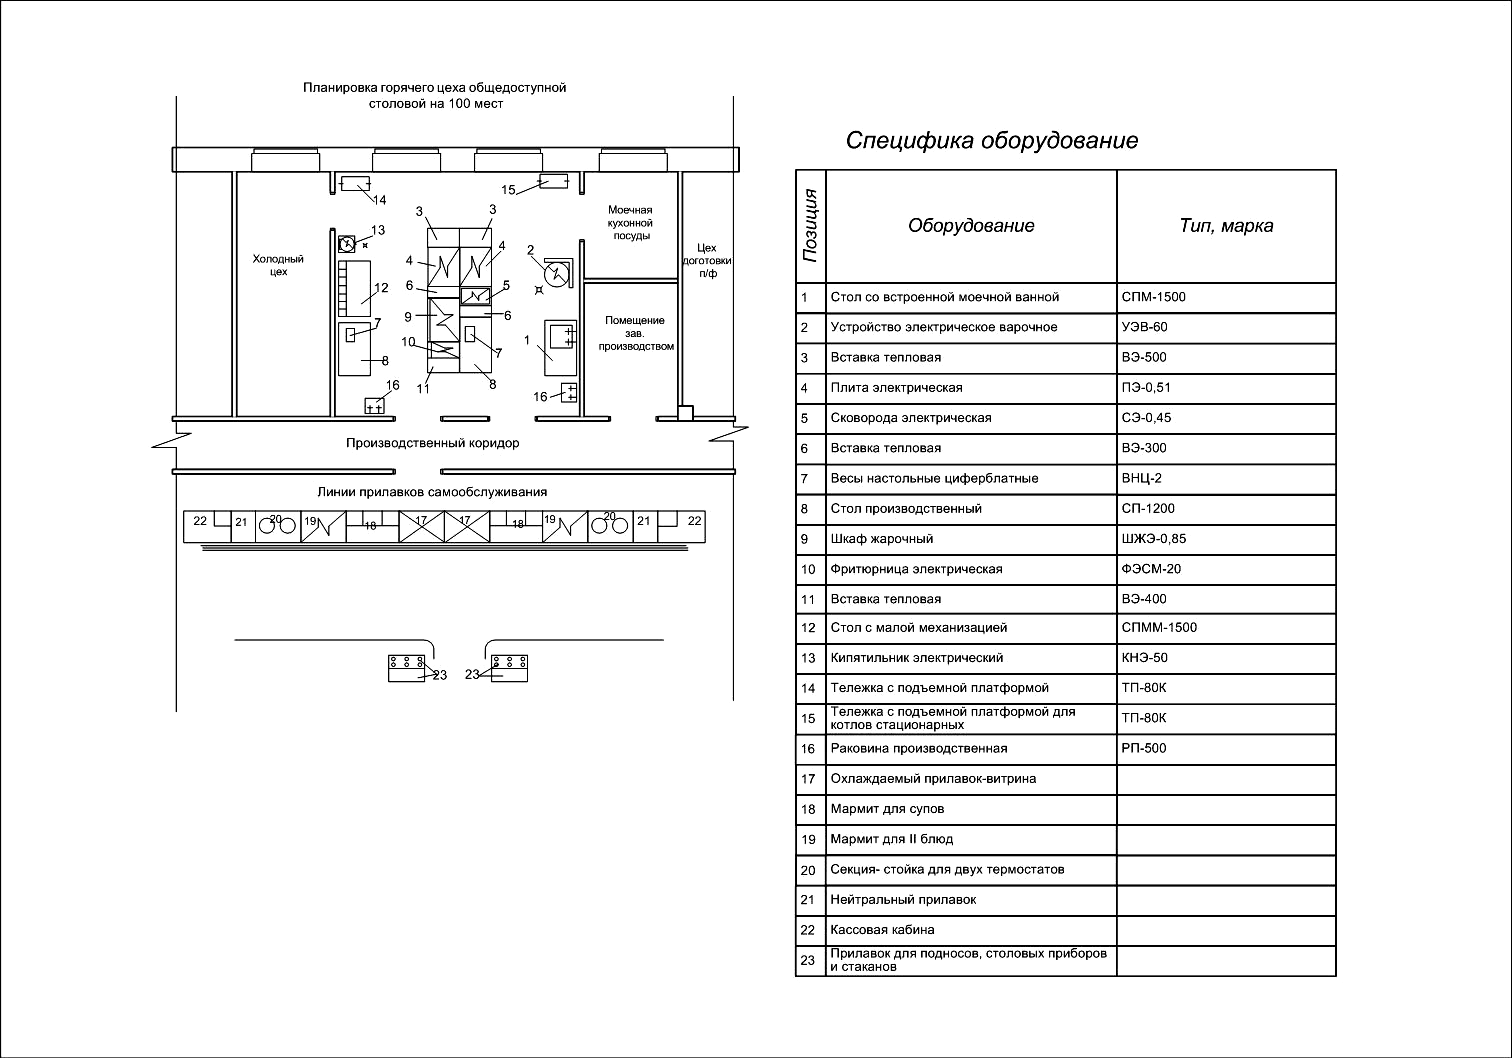 Планировка горячего цеха общедоступной
столовой на 100 мест
14
15
3
3
13
4
4
2
12
6
5
9
6
7
10
7
1
8
11
8
16
16
Холодный
цех
Моечная
кухонной
посуды
Цех
доготовки
п/ф
Помещение
зав.
производством
Производственный коридор
Линии прилавков самообслуживания
22 21 20 19 18 17 17 18 19 20 21 22
23 23
Специфика оборудование
Позиция Оборудование Тип, марка
1 Стол со встроенной моечной ванной СПМ-1500
2 Устройство электрическое варочное УЭВ-60
3 Вставка тепловая ВЭ-500
4 Плита электрическая ПЭ-0,51
5 Сковорода электрическая СЭ-0,45
6 Вставка тепловая ВЭ-300
7 Весы настольные циферблатные ВНЦ-2
8 Стол производственный СП-1200
9 Шкаф жарочный ШЖЭ-0,85
10 Фритюрница электрическая ФЭСМ-20
11 Вставка тепловая ВЭ-400
12 Стол с малой механизацией СПММ-1500
13 Кипятильник электрический КНЭ-50
14 Тележка с подъемной платформой ТП-80К
15 Тележка с подъемной платформой для
котлов стационарных ТП-80К
16 Раковина производственная РП-500
17 Охлаждаемый прилавок-витрина
18 Мармит для супов
19 Мармит для II блюд
20 Секция- стойка для двух термостатов
21 Нейтральный прилавок
22 Кассовая кабина
23 Прилавок для подносов, столовых приборов
и стаканов